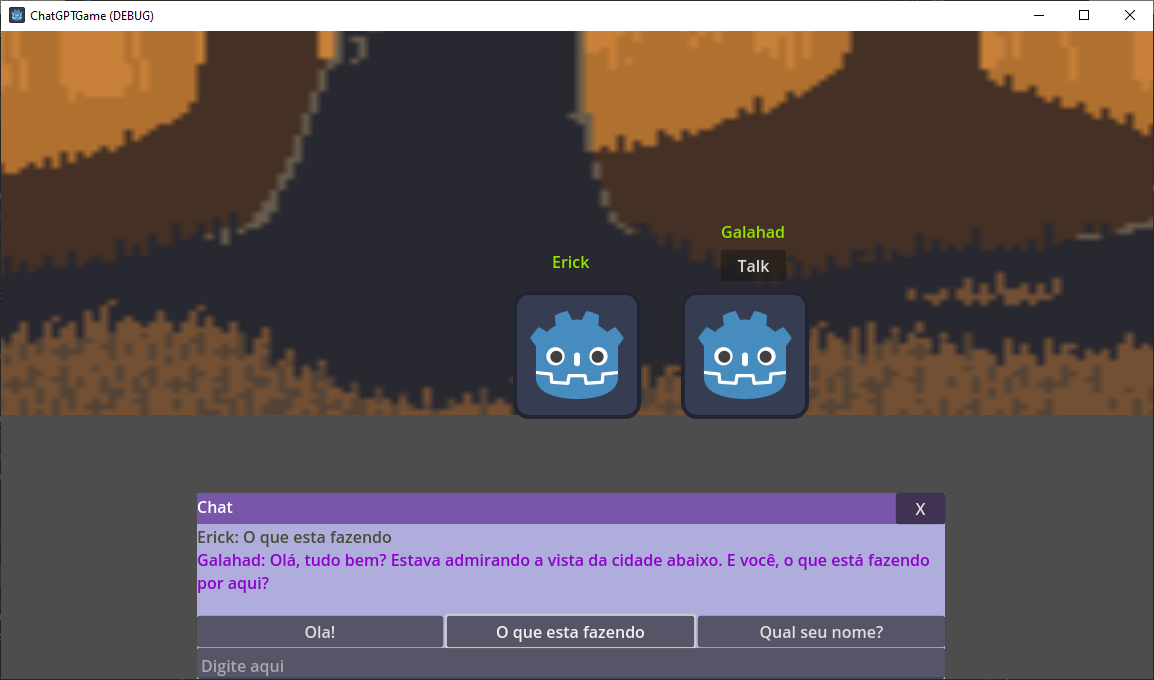 ChatGPTGame (DEBUG)
Galahad
Erick
Talk
Chat
X
Erick: O que esta fazendo
Galahad: Olá, tudo bem? Estava admirando a vista da cidade abaixo. E você, o que está fazendo
por aqui?
Ola!
O que esta fazendo
Qual seu nome?
Digite aqui